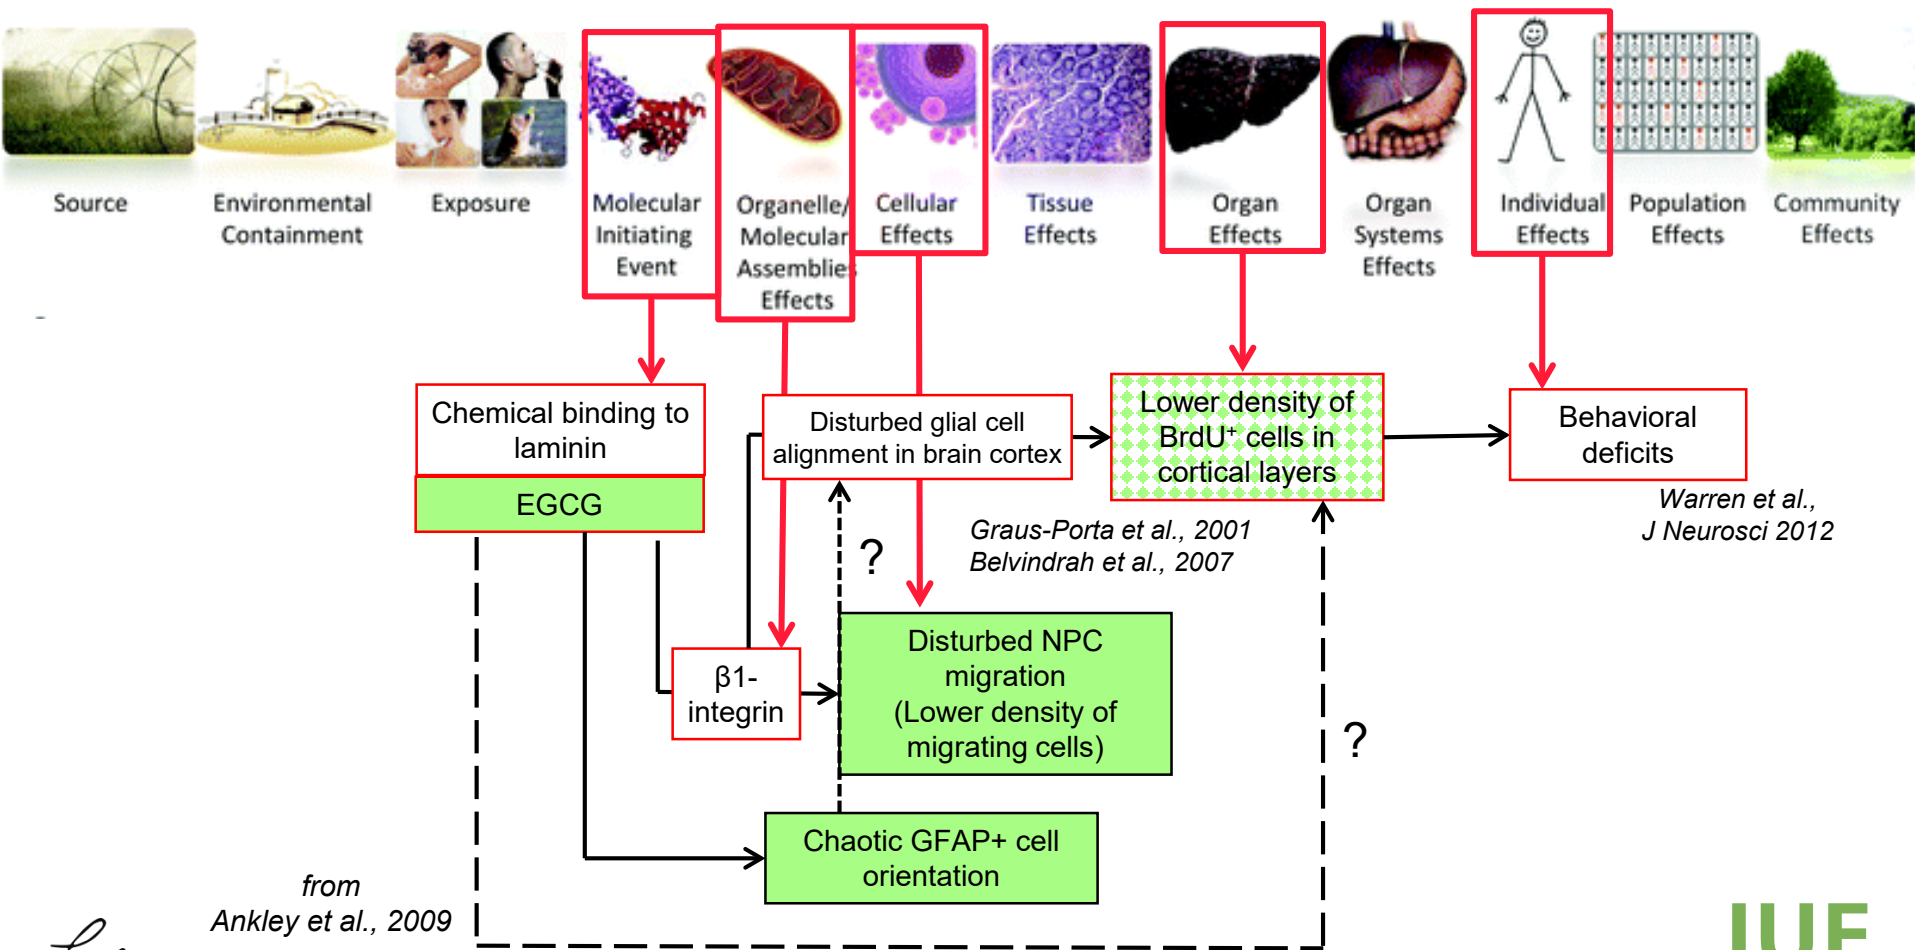 Source
Environmental
Containment
Exposure
Molecular
Initiating
Event
Organelle/
Molecular
Assemblies
Effects
Cellular
Effects
Tissue
Effects
Organ
Effects
Organ
Systems
Effects
Individual
Effects
Population
Effects
Community
Effects
Chemical binding to
laminin
EGCG
Disturbed glial cell
alignment in brain cortex
Lower density of
BrdU⁺ cells in
cortical layers
Behavioral
deficits
Warren et al.,
J Neurosci 2012
Graus-Porta et al., 2001
Belvindrah et al., 2007
?
β1-
integrin
Disturbed NPC
migration
(Lower density of
migrating cells)
?
Chaotic GFAP+ cell
orientation
from
Ankley et al., 2009
IUF